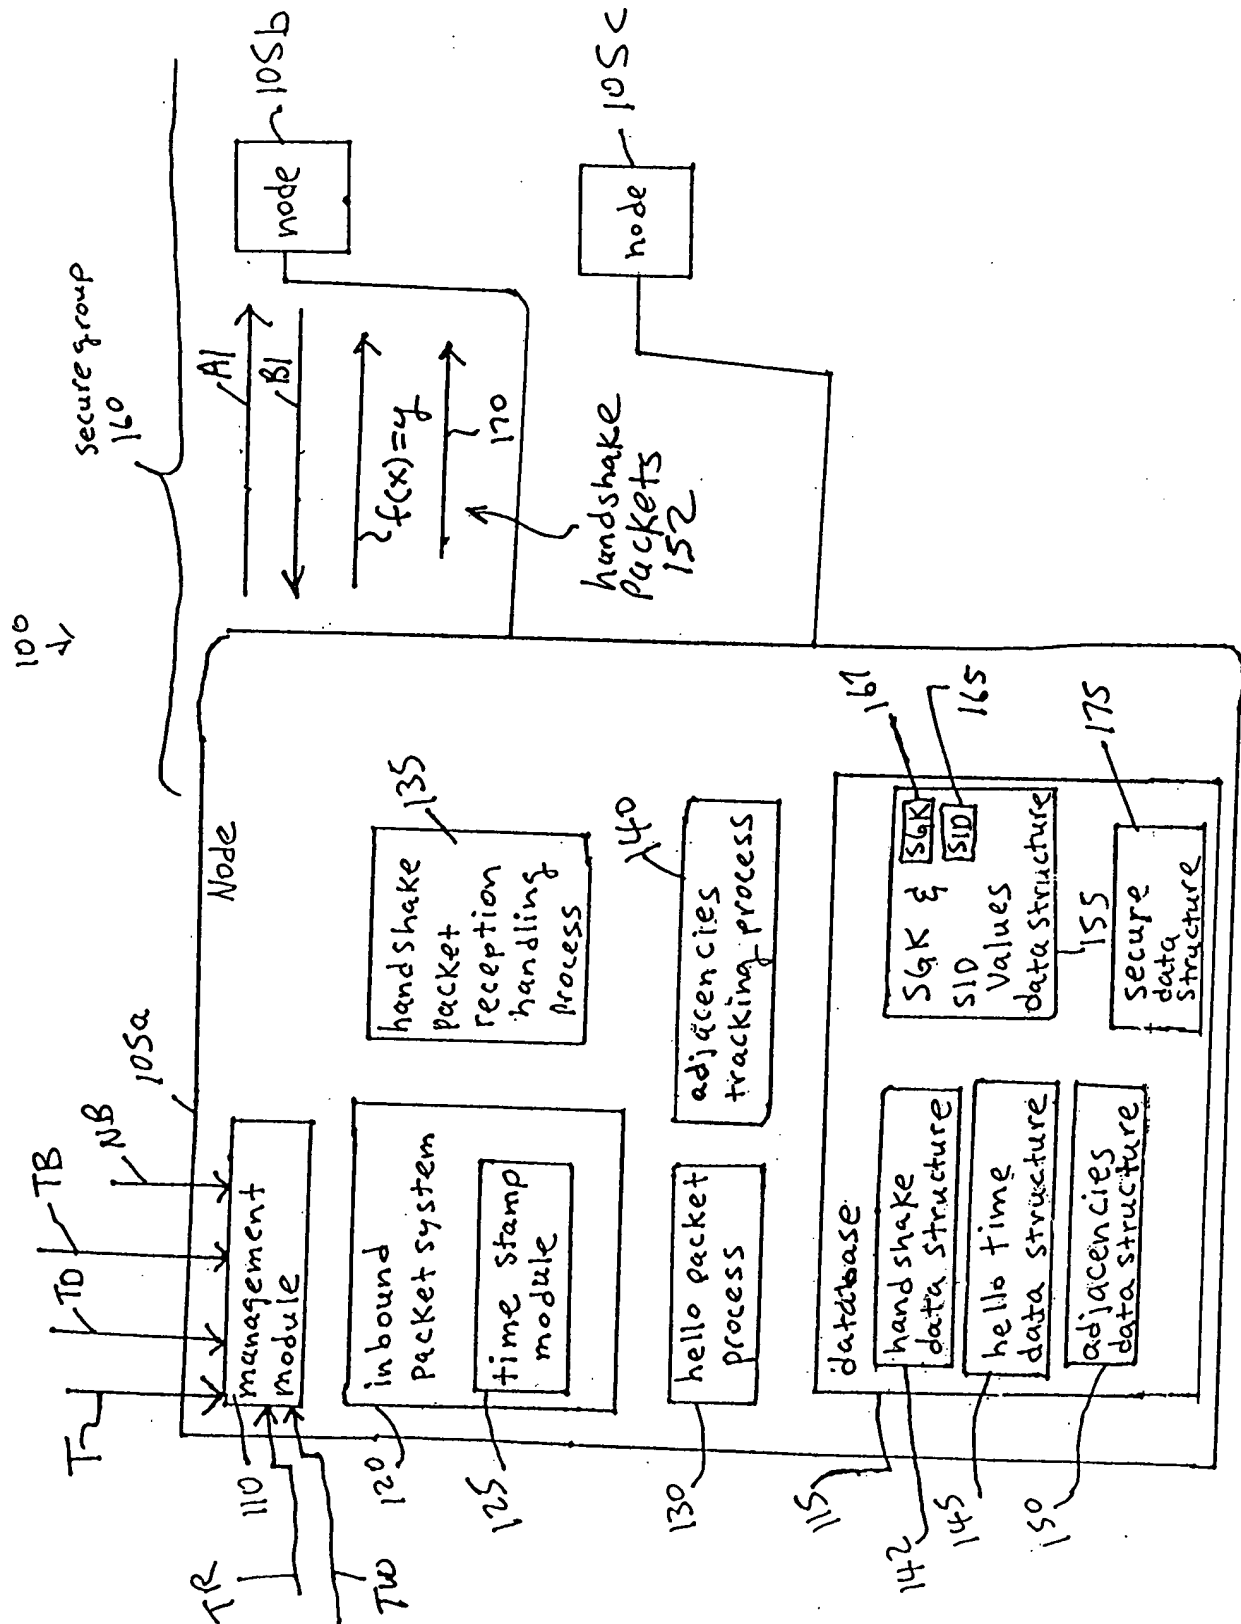 100
secure group
160
T
TD
TB
NB
105a
TR
TW
110
management
module
Node
120
inbound
packet system
125
time stamp
module
handshake
packet
reception
handling
process
135
130
hello packet
process
adjacencies
tracking process
140
115
database
142
handshake
data structure
145
hello time
data structure
150
adjacencies
data structure
SGK &
SID
Values
data structure
SGK
SID
167
165
155
secure
data
structure
175
A1
B1
f(x)=y
170
handshake
packets
152
node
105b
node
105c